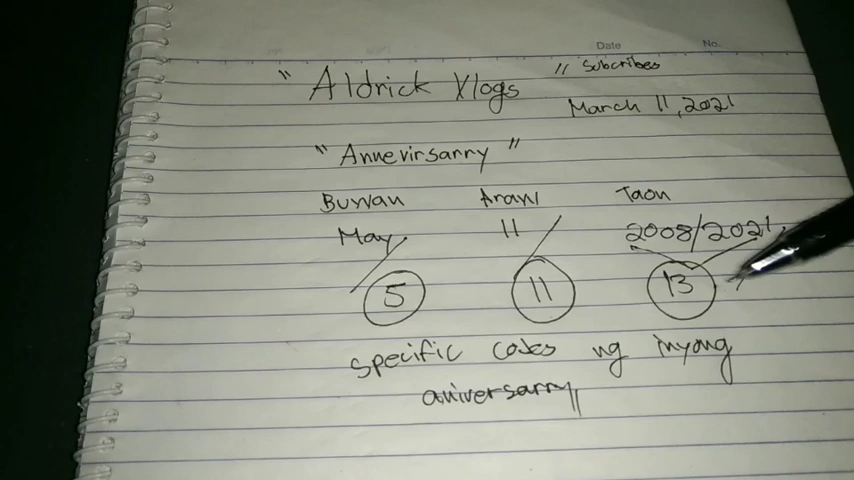 Date No.
" Aldrick Vlogs " Subcribes
March 11, 2021
" Annevirsarry "
Buwan Araw Taon
May 11 2008/2021
5 11 13
specific codes ng inyong
aniversarry